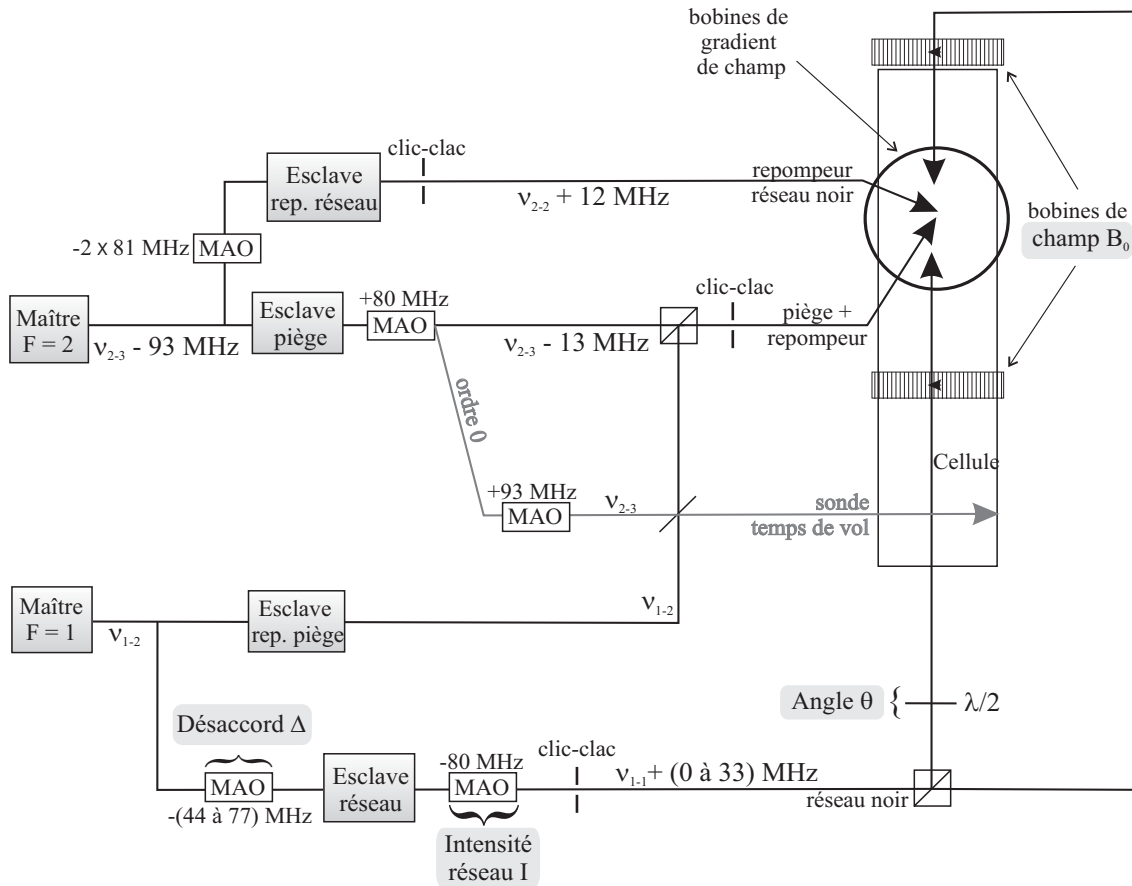 bobines de
gradient
de champ
clic-clac
Esclave
rep. réseau
ν₂₋₂ + 12 MHz
repompeur
réseau noir
bobines de
champ B₀
-2 x 81 MHz
MAO
Maître
F = 2
ν₂₋₃ - 93 MHz
Esclave
piège
+80 MHz
MAO
ν₂₋₃ - 13 MHz
clic-clac
piège +
repompeur
ordre 0
+93 MHz
MAO
ν₂₋₃
Cellule
sonde
temps de vol
Maître
F = 1
ν₁₋₂
Esclave
rep. piège
ν₁₋₂
Angle θ
{
λ/2
Désaccord Δ
MAO
-(44 à 77) MHz
Esclave
réseau
-80 MHz
MAO
Intensité
réseau I
clic-clac
ν₁₋₁+ (0 à 33) MHz
réseau noir